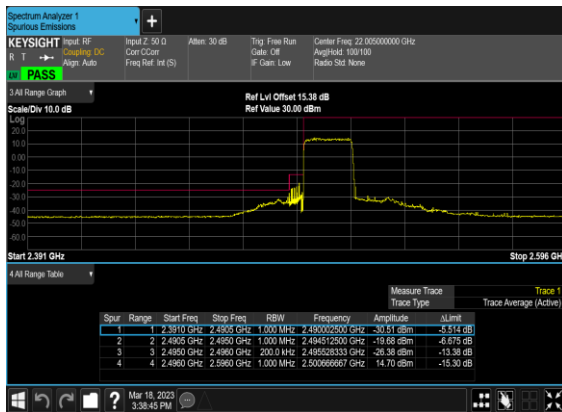 Spectrum Analyzer 1
Spurious Emissions
+
KEYSIGHT Input: RF Input Z: 50 Ω Atten: 30 dB Trig: Free Run Center Freq: 22.005000000 GHz
R T Coupling: DC Corr CCorr Gate: Off Avg|Hold: 100/100
Align: Auto Freq Ref: Int (S) IF Gain: Low Radio Std: None
PASS
3 All Range Graph
Ref Lvl Offset 15.38 dB
Scale/Div 10.0 dB Ref Value 30.00 dBm
Log
20.0
10.0
0.00
-10.0
-20.0
-30.0
-40.0
-50.0
-60.0
Start 2.391 GHz Stop 2.596 GHz
4 All Range Table
Measure Trace Trace 1
Trace Type Trace Average (Active)
Spur Range Start Freq Stop Freq RBW Frequency Amplitude ΔLimit
1 1 2.3910 GHz 2.4905 GHz 1.000 MHz 2.490002500 GHz -30.51 dBm -5.514 dB
2 2 2.4905 GHz 2.4950 GHz 1.000 MHz 2.494512500 GHz -19.68 dBm -6.675 dB
3 3 2.4950 GHz 2.4960 GHz 200.0 kHz 2.495528333 GHz -26.38 dBm -13.38 dB
4 4 2.4960 GHz 2.5960 GHz 1.000 MHz 2.500666667 GHz 14.70 dBm -15.30 dB
? Mar 18, 2023
3:38:45 PM